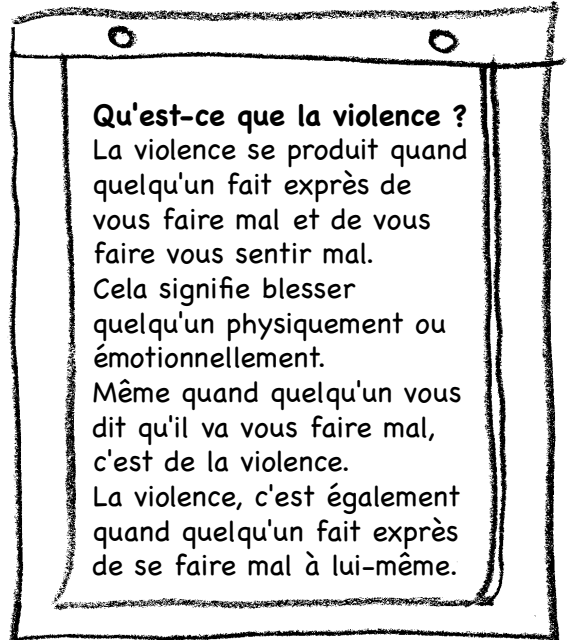 Qu'est-ce que la violence ?
La violence se produit quand
quelqu'un fait exprès de
vous faire mal et de vous
faire vous sentir mal.
Cela signifie blesser
quelqu'un physiquement ou
émotionnellement.
Même quand quelqu'un vous
dit qu'il va vous faire mal,
c'est de la violence.
La violence, c'est également
quand quelqu'un fait exprès
de se faire mal à lui-même.